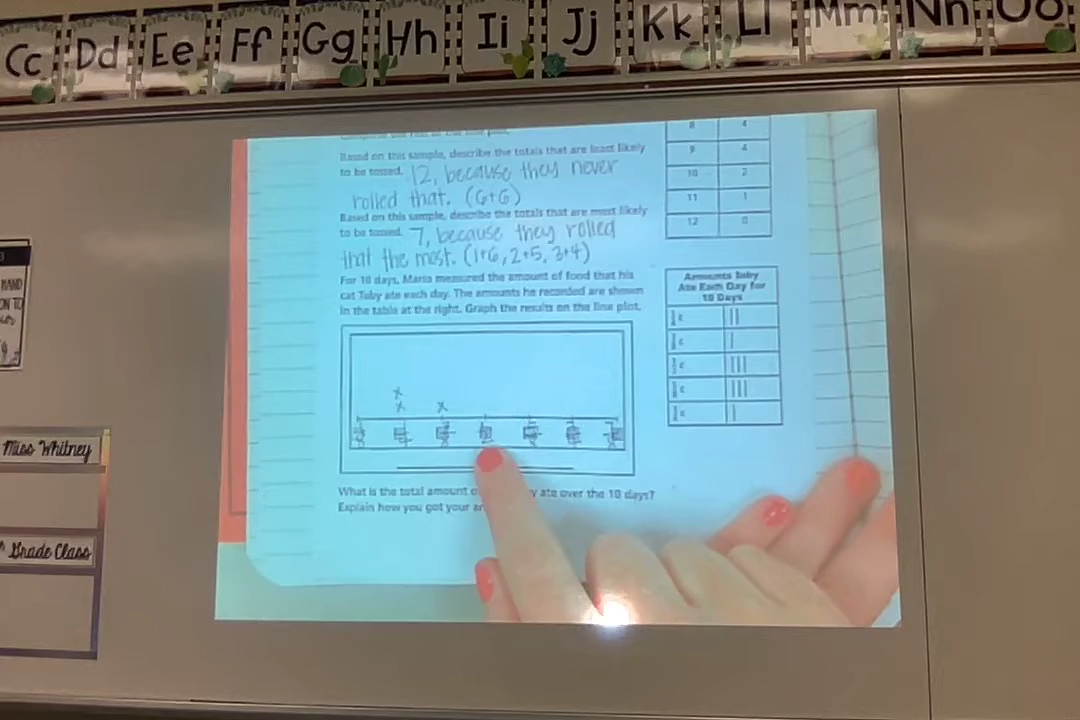 Cc Dd Ee Ff Gg Hh Ii Jj Kk Ll Mm Nn Oo
Based on this sample, describe the totals that are least likely
to be tossed. 12, because they never
rolled that. (6+6)
Based on this sample, describe the totals that are most likely
to be tossed. 7, because they rolled
that the most. (1+6, 2+5, 3+4)
For 10 days, Mario measured the amount of food that his
cat Toby ate each day. The amounts he recorded are shown
in the table at the right. Graph the results on the line plot.
x
x x
What is the total amount ate over the 10 days?
Explain how you got your
8 4
9 4
10 2
11 1
12 0
Amounts Toby
Ate Each Day for
10 Days
Miss Whitney
Grade Class